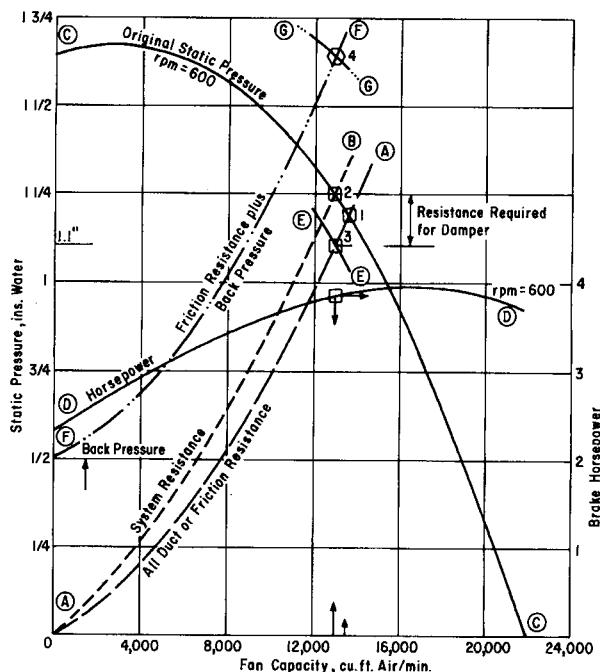 1 3/4
C
Original Static Pressure
rpm = 600
G
F
4
G
1 1/2
B
A
1 1/4
2
1
E
3
Resistance Required
for Damper
1.1"
E
1
rpm=600
4
D
Friction Resistance plus
Back Pressure
Static Pressure, ins. Water
3/4
D
Horsepower
3
F
Back Pressure
1/2
2
System Resistance
All Duct or Friction Resistance
Brake Horsepower
1/4
1
A
C
0
0
4,000
8,000
12,000
16,000
20,000
24,000
Fan Capacity, cu.ft. Air/min.